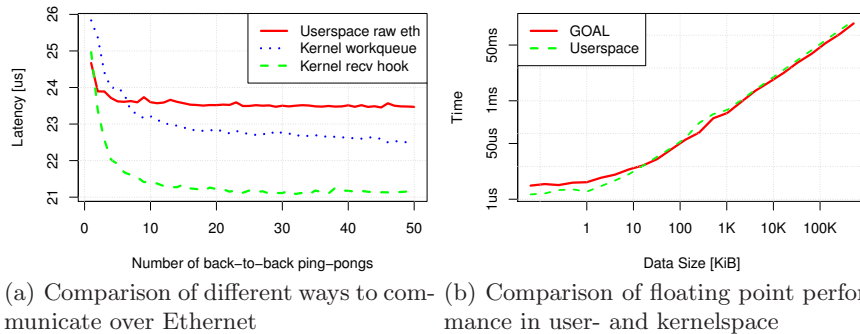 Latency [us]
26
25
24
23
22
21
Userspace raw eth
Kernel workqueue
Kernel recv hook
0 10 20 30 40 50
Number of back−to−back ping−pongs
Time
50ms
1ms
50us
1us
GOAL
Userspace
1 10 100 1K 10K 100K
Data Size [KiB]
(a) Comparison of different ways to com-
municate over Ethernet
(b) Comparison of floating point perfor-
mance in user- and kernelspace